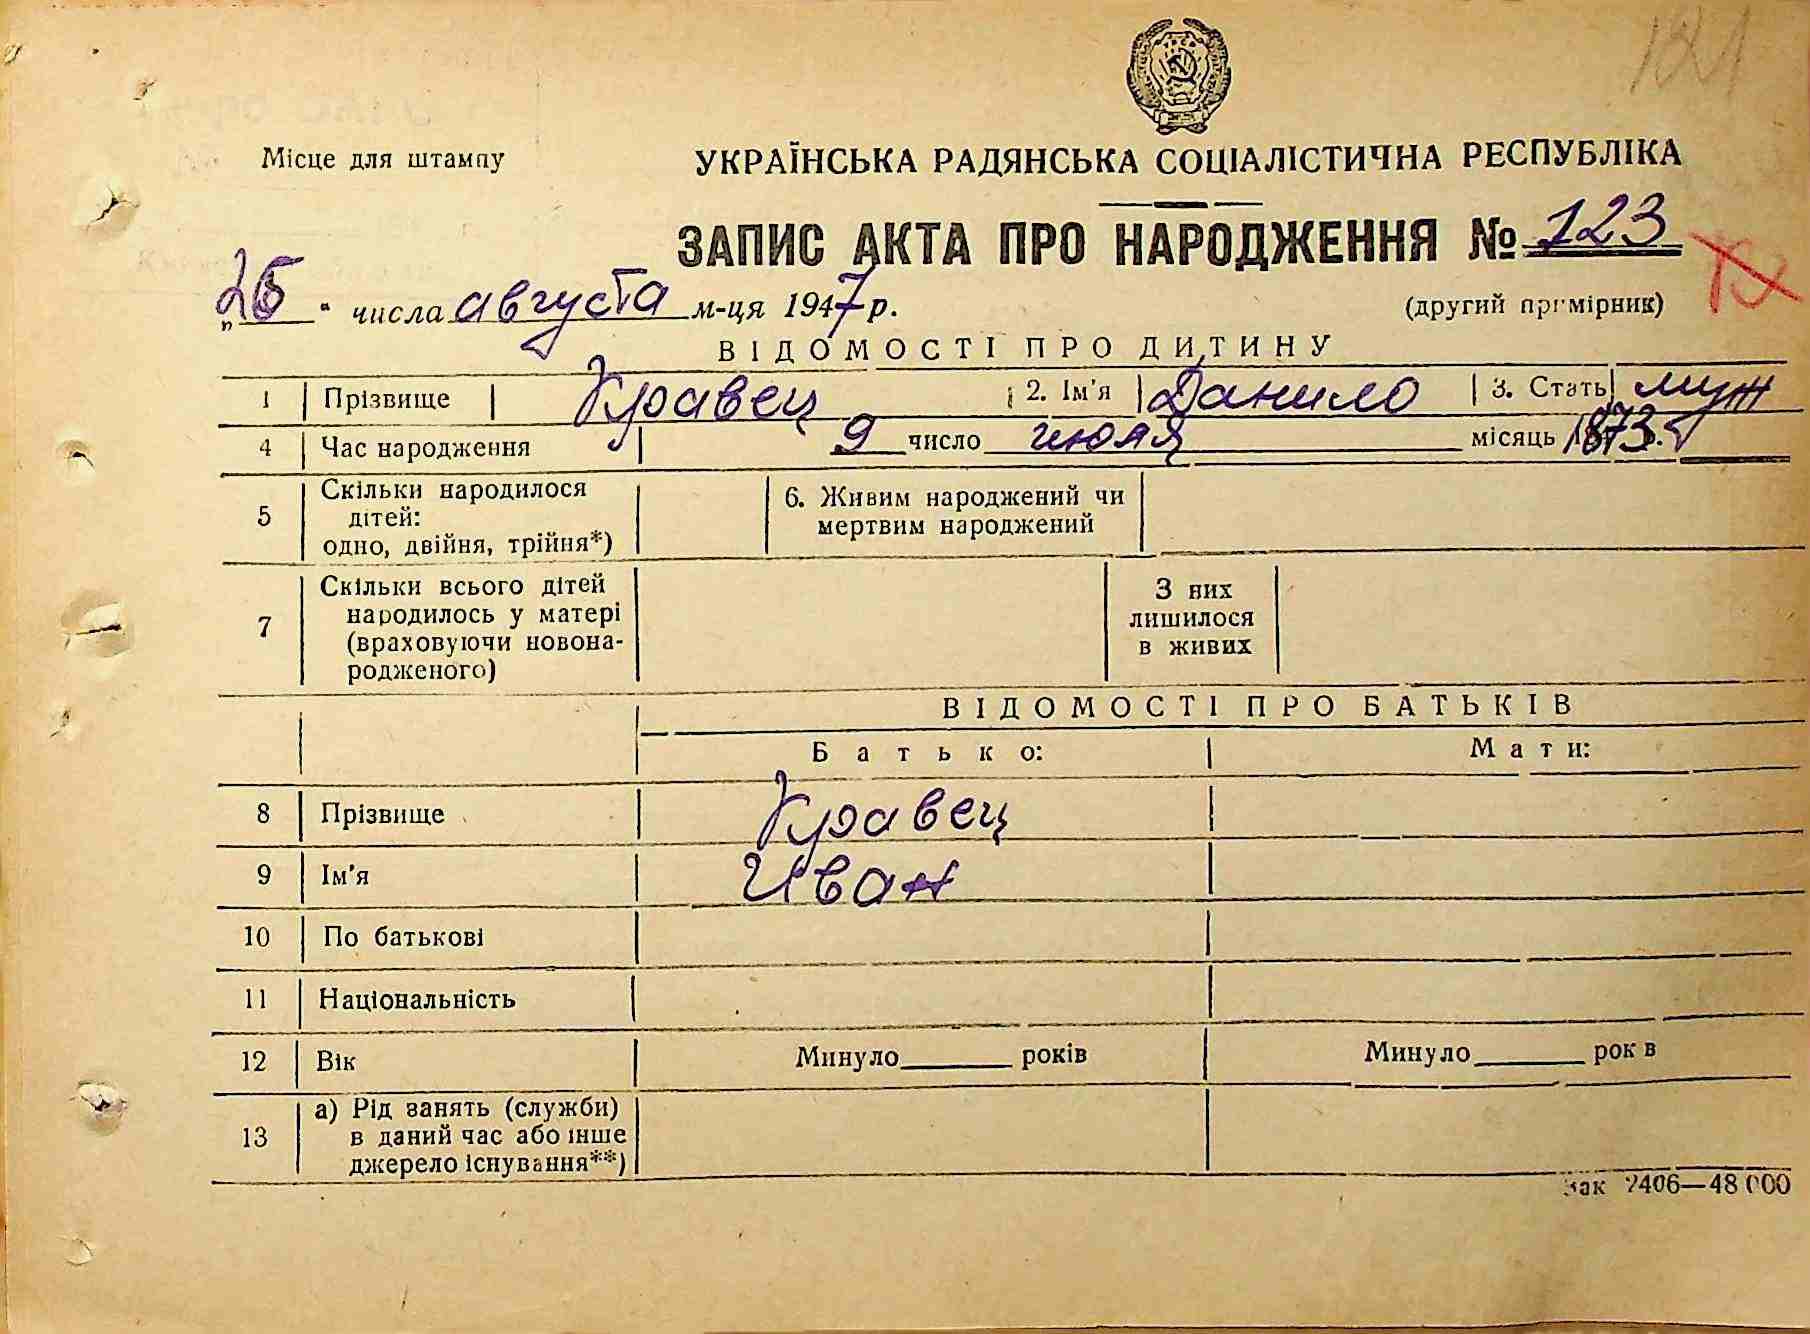 121
Місце для штампу
УКРАЇНСЬКА РАДЯНСЬКА СОЦІАЛІСТИЧНА РЕСПУБЛІКА
ЗАПИС АКТА ПРО НАРОДЖЕННЯ № 123
„25“ числа августа м-ця 1947 р.
(другий примірник)
ВІДОМОСТІ ПРО ДИТИНУ
1 Прізвище Кравец 2. Ім'я Данило 3. Стать муж
4 Час народження 9 число июля місяць 1873 р.
5 Скільки народилося дітей: одно, двійня, трійня*) 6. Живим народжений чи мертвим народжений
7 Скільки всього дітей народилось у матері (враховуючи новонародженого) З них лишилося в живих
ВІДОМОСТІ ПРО БАТЬКІВ
Батько: Мати:
8 Прізвище Кравец
9 Ім'я Иван
10 По батькові
11 Національність
12 Вік Минуло років Минуло рок в
13 а) Рід занять (служби) в даний час або інше джерело існування**)
Зак 2406—48 000